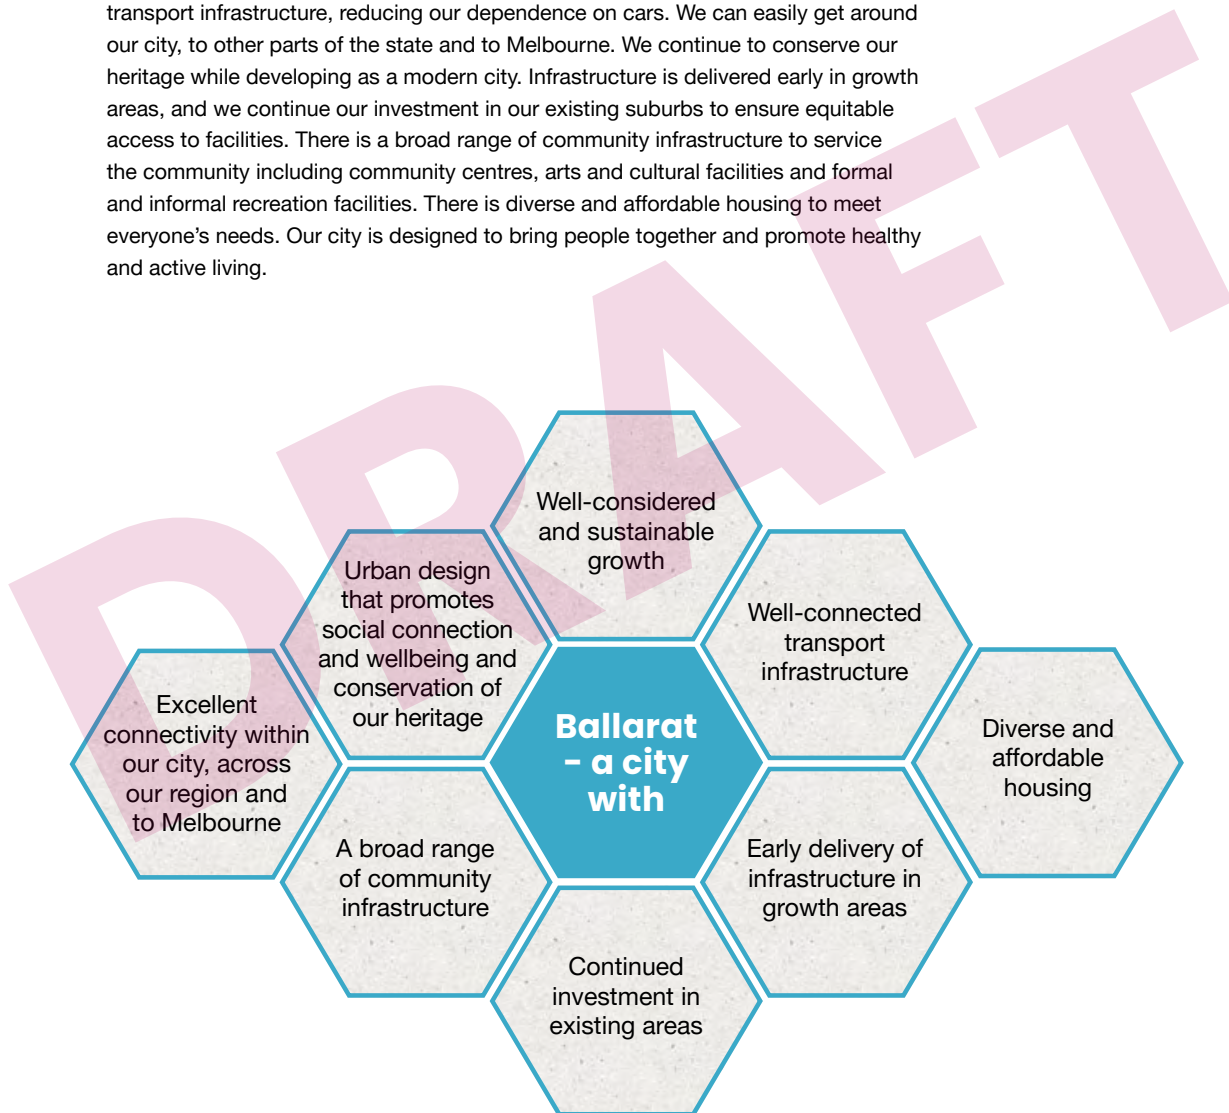 transport infrastructure, reducing our dependence on cars. We can easily get around
our city, to other parts of the state and to Melbourne. We continue to conserve our
heritage while developing as a modern city. Infrastructure is delivered early in growth
areas, and we continue our investment in our existing suburbs to ensure equitable
access to facilities. There is a broad range of community infrastructure to service
the community including community centres, arts and cultural facilities and formal
and informal recreation facilities. There is diverse and affordable housing to meet
everyone’s needs. Our city is designed to bring people together and promote healthy
and active living.
DRAFT
Well-considered
and sustainable
growth
Urban design
that promotes
social connection
and wellbeing and
conservation of
our heritage
Well-connected
transport
infrastructure
Excellent
connectivity within
our city, across
our region and
to Melbourne
Ballarat
- a city
with
Diverse and
affordable
housing
A broad range
of community
infrastructure
Early delivery of
infrastructure in
growth areas
Continued
investment in
existing areas